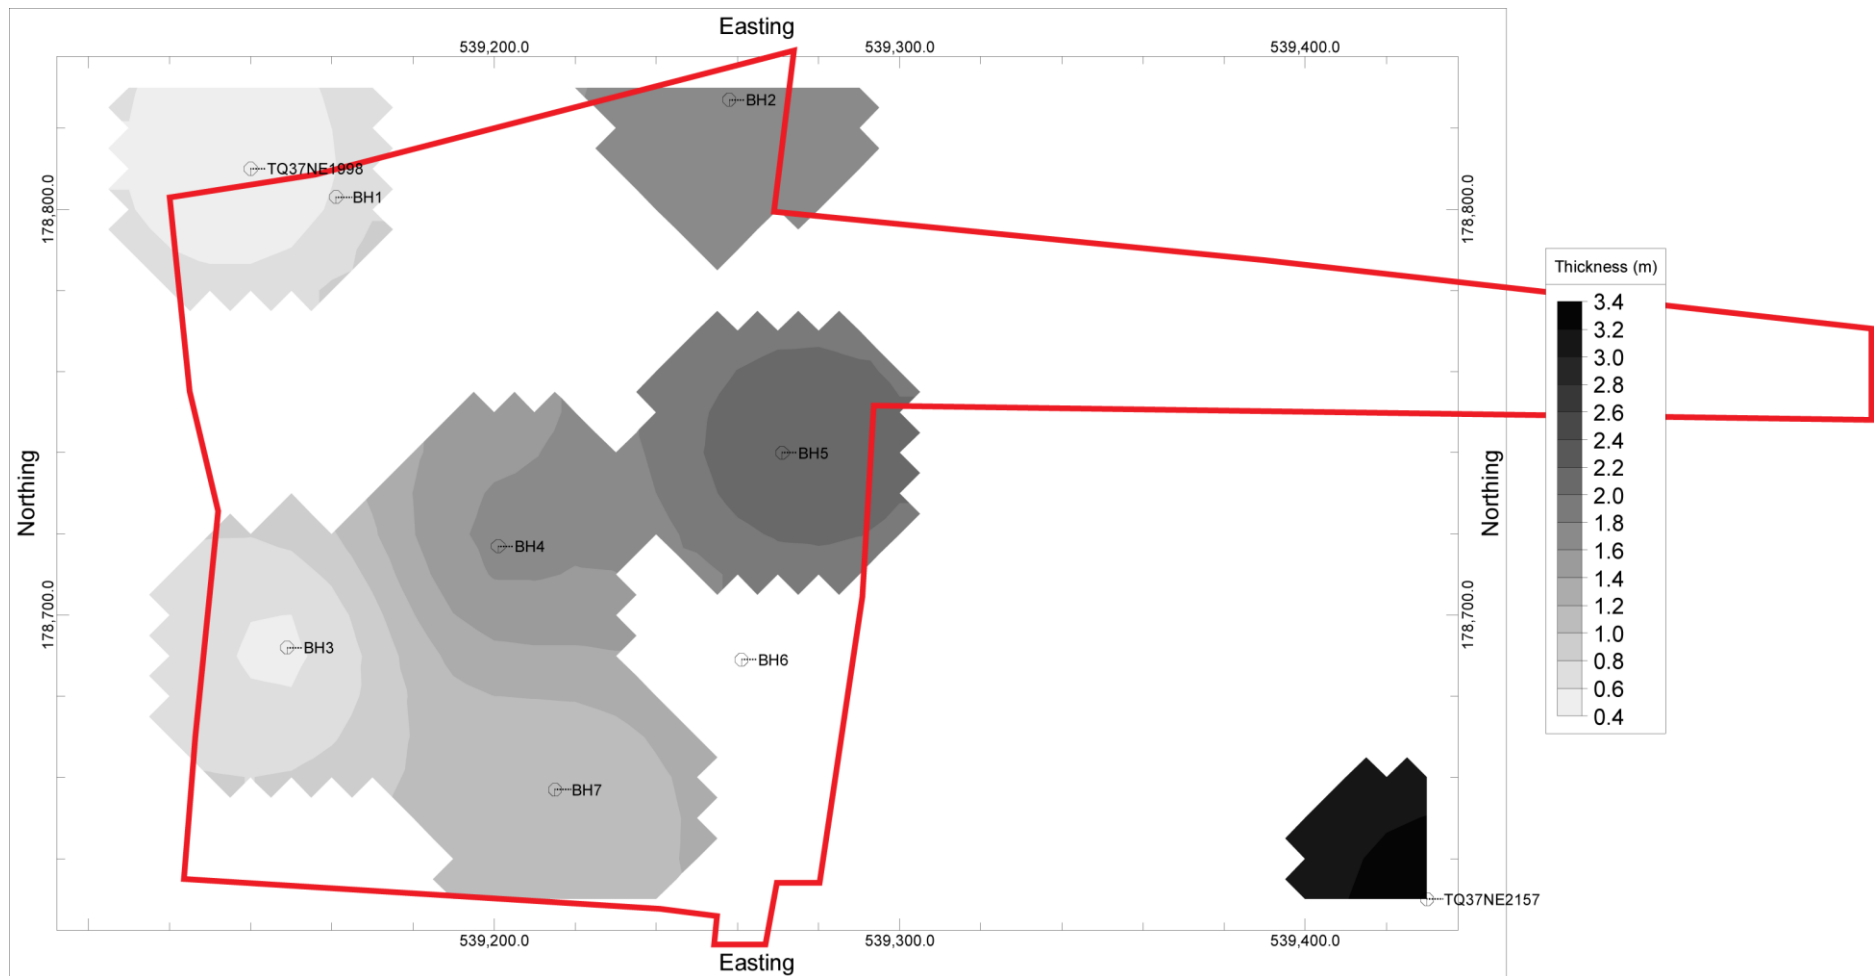 Easting
539,200.0 539,300.0 539,400.0
BH2
TQ37NE1998
BH1
178,800.0 178,800.0
Thickness (m)
3.4
3.2
3.0
2.8
2.6
2.4
2.2
2.0
1.8
1.6
1.4
1.2
1.0
0.8
0.6
0.4
Northing Northing
BH5
BH4
178,700.0 178,700.0
BH3
BH6
BH7
TQ37NE2157
539,200.0 539,300.0 539,400.0
Easting